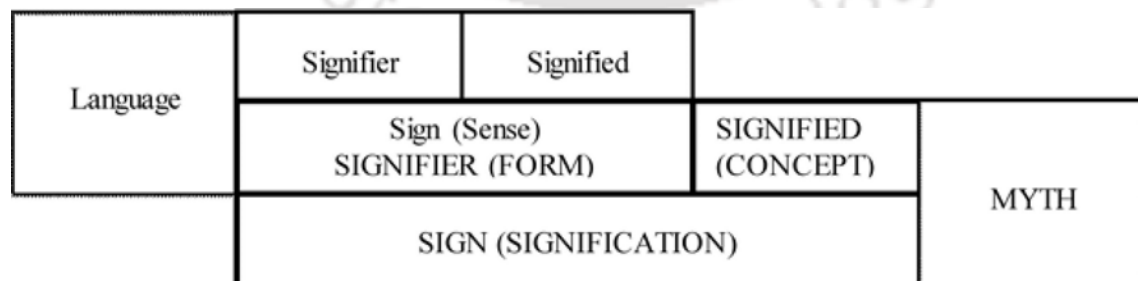 Signifier Signified
Language
Sign (Sense) SIGNIFIED
SIGNIFIER (FORM) (CONCEPT)
MYTH
SIGN (SIGNIFICATION)